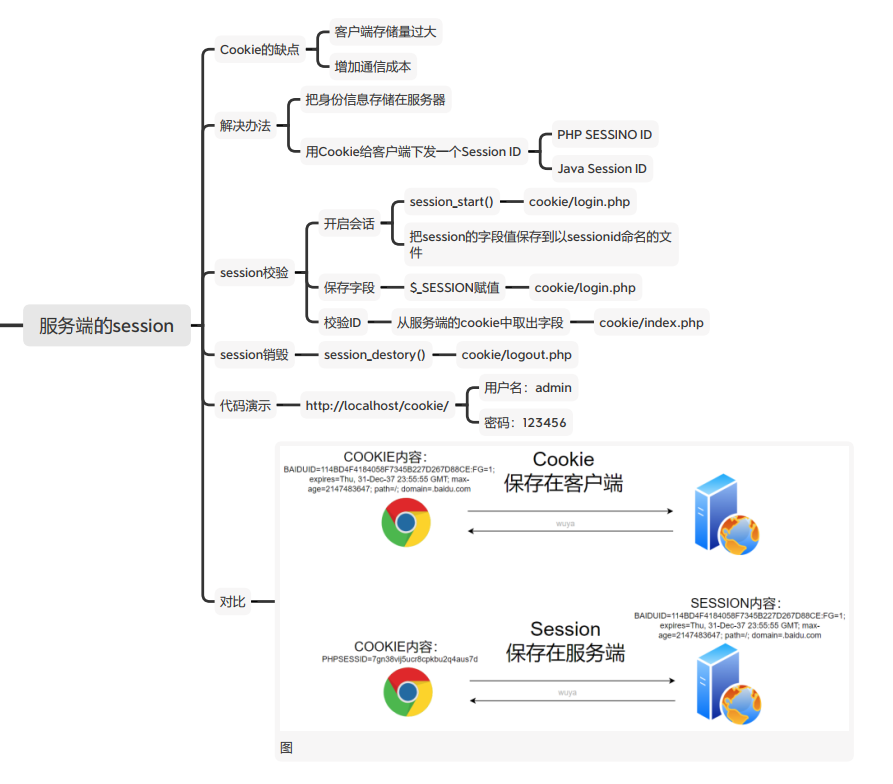 服务端的session
Cookie的缺点
客户端存储量过大
增加通信成本
解决办法
把身份信息存储在服务器
用Cookie给客户端下发一个Session ID
PHP SESSINO ID
Java Session ID
session校验
开启会话
session_start()
cookie/login.php
把session的字段值保存到以sessionid命名的文
件
保存字段
$_SESSION赋值
cookie/login.php
校验ID
从服务端的cookie中取出字段
cookie/index.php
session销毁
session_destory()
cookie/logout.php
代码演示
http://localhost/cookie/
用户名：admin
密码：123456
对比
COOKIE内容：
BAIDUID=114BD4F4184058F7345B227D267D88CE:FG=1;
expires=Thu, 31-Dec-37 23:55:55 GMT; max-
age=2147483647; path=/; domain=.baidu.com
Cookie
保存在客户端
wuya
SESSION内容：
BAIDUID=114BD4F4184058F7345B227D267D88CE:FG=1;
expires=Thu, 31-Dec-37 23:55:55 GMT; max-
age=2147483647; path=/; domain=.baidu.com
COOKIE内容：
PHPSESSID=7gn38vlj5ucr8cpkbu2q4aus7d
Session
保存在服务端
wuya
图